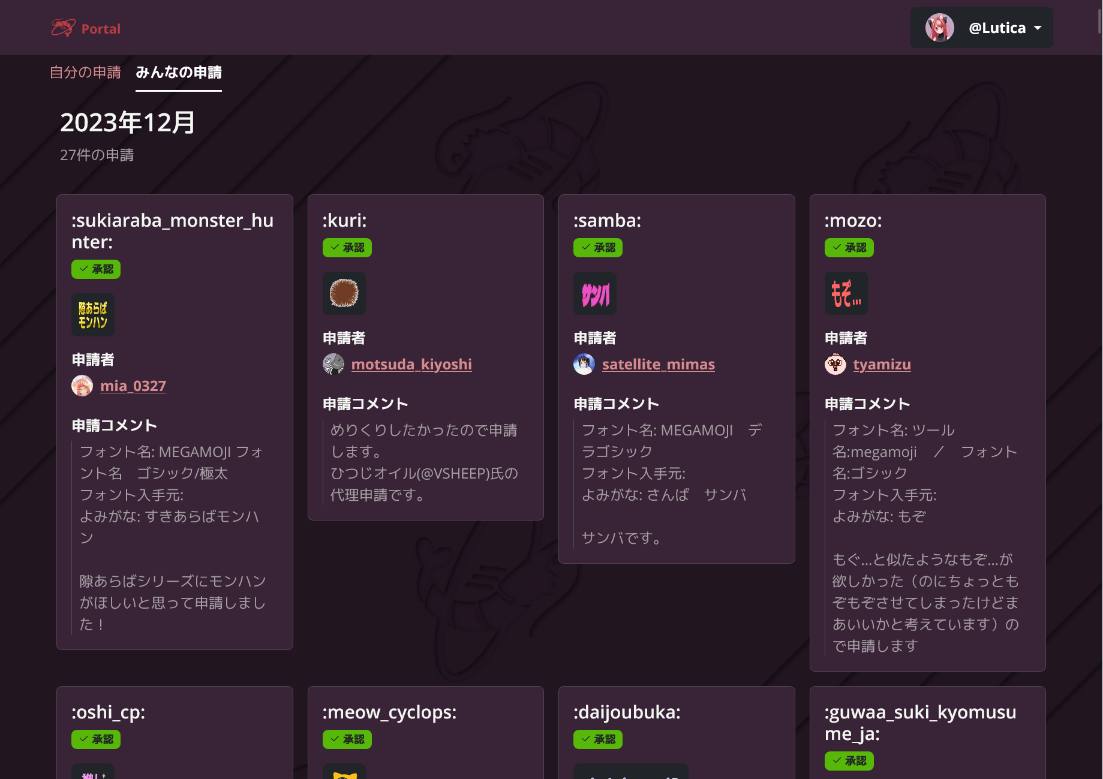 Portal
@Lutica
自分の申請
みんなの申請
2023年12月
27件の申請
:sukiaraba_monster_hu
nter:
承認
隙あらば
モンハン
申請者
mia_0327
申請コメント
フォント名: MEGAMOJI フォ
ント名　ゴシック/極太
フォント入手元:
よみがな: すきあらばモンハ
ン
隙あらばシリーズにモンハン
がほしいと思って申請しまし
た！
:kuri:
承認
申請者
motsuda_kiyoshi
申請コメント
めりくりしたかったので申請
します。
ひつじオイル(@VSHEEP)氏の
代理申請です。
:samba:
承認
サンバ
申請者
satellite_mimas
申請コメント
フォント名: MEGAMOJI　デ
ラゴシック
フォント入手元:
よみがな: さんば　サンバ
サンバです。
:mozo:
承認
もぞ...
申請者
tyamizu
申請コメント
フォント名: ツール
名:megamoji　／　フォント
名:ゴシック
フォント入手元:
よみがな: もぞ
もぐ...と似たようなもぞ...が
欲しかった（のにちょっとも
ぞもぞさせてしまったけどま
あいいかと考えています）の
で申請します
:oshi_cp:
承認
:meow_cyclops:
承認
:daijoubuka:
承認
:guwaa_suki_kyomusu
me_ja:
承認